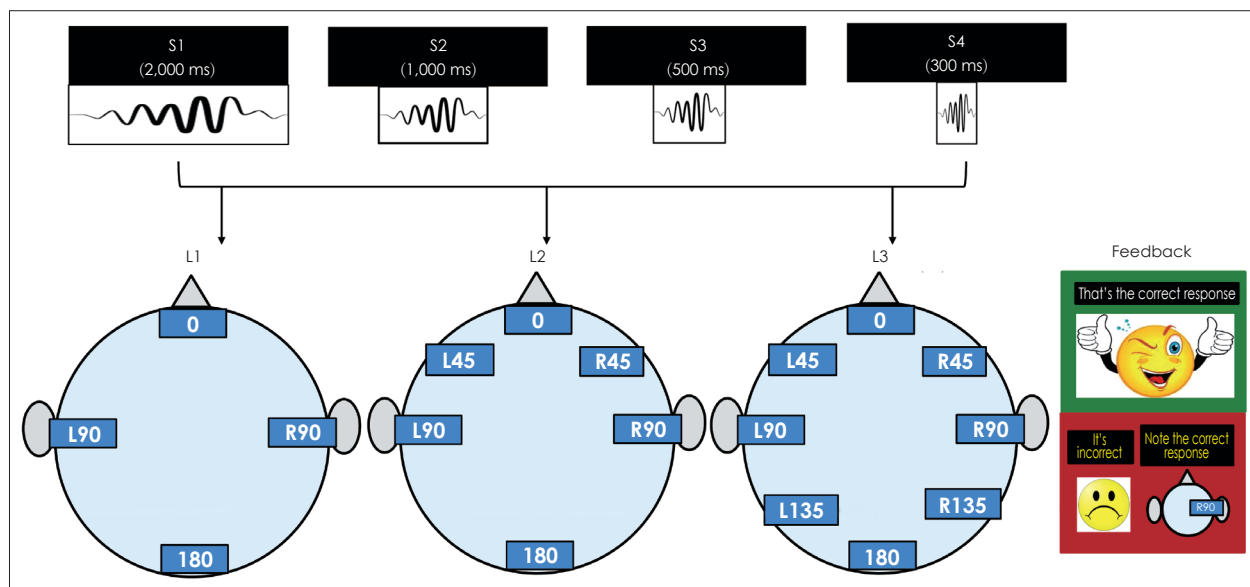 S1
(2,000 ms)
S2
(1,000 ms)
S3
(500 ms)
S4
(300 ms)
L1
0
L90
R90
180
L2
0
L45
R45
L90
R90
180
L3
0
L45
R45
L90
R90
L135
R135
180
Feedback
That's the correct response
It's
incorrect
Note the correct
response
R90